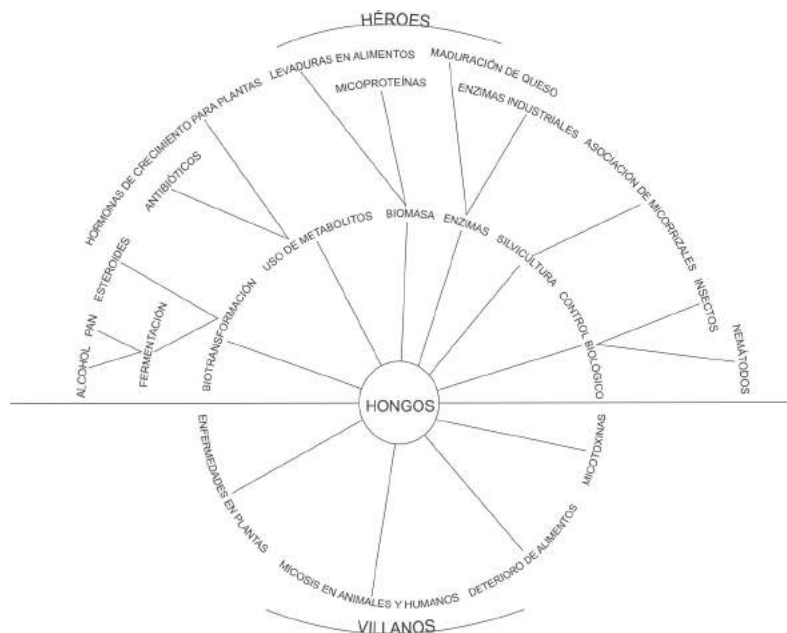 HÉROES
LEVADURAS EN ALIMENTOS
MADURACIÓN DE QUESO
MICOPROTEÍNAS
ENZIMAS INDUSTRIALES
HORMONAS DE CRECIMIENTO PARA PLANTAS
ANTIBIÓTICOS
ASOCIACIÓN DE MICORRIZALES
USO DE METABOLITOS
BIOMASA
ENZIMAS
SILVICULTURA
ESTEROIDES
BIOTRANSFORMACIÓN
CONTROL BIOLOGICO
INSECTOS
NEMÁTODOS
PAN
ALCOHOL
FERMENTACIÓN
HONGOS
ENFERMEDADES EN PLANTAS
MICOTOXINAS
MICOSIS EN ANIMALES Y HUMANOS
DETERIORO DE ALIMENTOS
VILLANOS